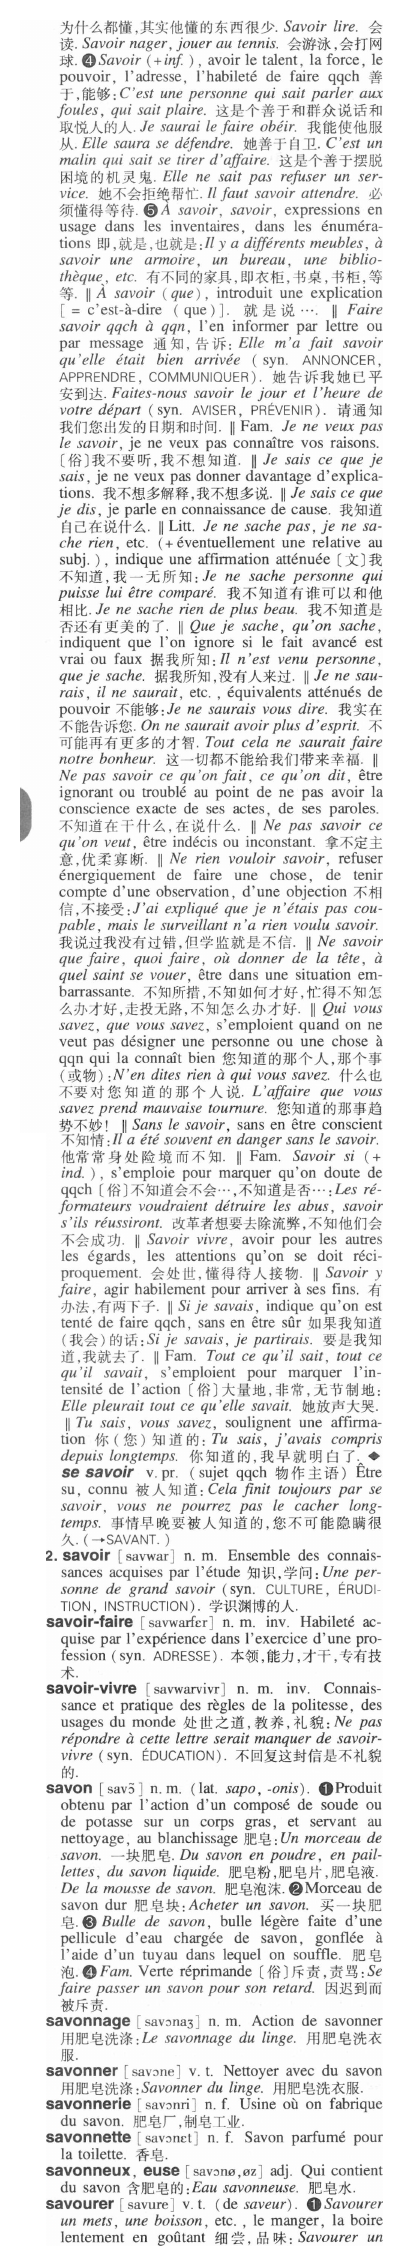 为什么都懂,其实他懂的东西很少. Savoir lire. 会
读. Savoir nager, jouer au tennis. 会游泳,会打网
球. ❹ Savoir (+inf.), avoir le talent, la force, le
pouvoir, l'adresse, l'habileté de faire qqch 善
于,能够:C'est une personne qui sait parler aux
foules, qui sait plaire. 这是个善于和群众说话和
取悦人的人. Je saurai le faire obéir. 我能使他服
从. Elle saura se défendre. 她善于自卫. C'est un
malin qui sait se tirer d'affaire. 这是个善于摆脱
困境的机灵鬼. Elle ne sait pas refuser un ser-
vice. 她不会拒绝帮忙. Il faut savoir attendre. 必
须懂得等待. ❺ À savoir, savoir, expressions en
usage dans les inventaires, dans les énuméra-
tions 即,就是,也就是:Il y a différents meubles, à
savoir une armoire, un bureau, une biblio-
thèque, etc. 有不同的家具,即衣柜,书桌,书柜,等
等. ‖ À savoir (que), introduit une explication
[= c'est-à-dire (que)]. 就是说…. ‖ Faire
savoir qqch à qqn, l'en informer par lettre ou
par message 通知,告诉: Elle m'a fait savoir
qu'elle était bien arrivée (syn. ANNONCER,
APPRENDRE, COMMUNIQUER). 她告诉我她已平
安到达. Faites-nous savoir le jour et l'heure de
votre départ (syn. AVISER, PRÉVENIR). 请通知
我们您出发的日期和时间. ‖ Fam. Je ne veux pas
le savoir, je ne veux pas connaître vos raisons.
〔俗〕我不要听,我不想知道. ‖ Je sais ce que je
sais, je ne veux pas donner davantage d'explica-
tions. 我不想多解释,我不想多说. ‖ Je sais ce que
je dis, je parle en connaissance de cause. 我知道
自己在说什么. ‖ Litt. Je ne sache pas, je ne sa-
che rien, etc. (+ éventuellement une relative au
subj.), indique une affirmation atténuée〔文〕我
不知道,我一无所知: Je ne sache personne qui
puisse lui être comparé. 我不知道有谁可以和他
相比. Je ne sache rien de plus beau. 我不知道是
否还有更美的了. ‖ Que je sache, qu'on sache,
indiquent que l'on ignore si le fait avancé est
vrai ou faux 据我所知:Il n'est venu personne,
que je sache. 据我所知,没有人来过. ‖ Je ne sau-
rais, il ne saurait, etc., équivalents atténués de
pouvoir 不能够:Je ne saurais vous dire. 我实在
不能告诉您. On ne saurait avoir plus d'esprit. 不
可能再有更多的才智. Tout cela ne saurait faire
notre bonheur. 这一切都不能给我们带来幸福. ‖
Ne pas savoir ce qu'on fait, ce qu'on dit, être
ignorant ou troublé au point de ne pas avoir la
conscience exacte de ses actes, de ses paroles.
不知道在干什么,在说什么. ‖ Ne pas savoir ce
qu'on veut, être indécis ou inconstant. 拿不定主
意,优柔寡断. ‖ Ne rien vouloir savoir, refuser
énergiquement de faire une chose, de tenir
compte d'une observation, d'une objection 不相
信,不接受:J'ai expliqué que je n'étais pas cou-
pable, mais le surveillant n'a rien voulu savoir.
我说过我没有过错,但学监就是不信. ‖ Ne savoir
que faire, quoi faire, où donner de la tête, à
quel saint se vouer, être dans une situation em-
barrassante. 不知所措,不知如何才好,忙得不知怎
么办才好,走投无路,不知怎么办才好. ‖ Qui vous
savez, que vous savez, s'emploient quand on ne
veut pas désigner une personne ou une chose à
qqn qui la connaît bien 您知道的那个人,那个事
(或物):N'en dites rien à qui vous savez. 什么也
不要对您知道的那个人说. L'affaire que vous
savez prend mauvaise tournure. 您知道的那事趋
势不妙! ‖ Sans le savoir, sans en être conscient
不知情:Il a été souvent en danger sans le savoir.
他常常身处险境而不知. ‖ Fam. Savoir si (+
ind.), s'emploie pour marquer qu'on doute de
qqch〔俗〕不知道会不会…,不知道是否…:Les ré-
formateurs voudraient détruire les abus, savoir
s'ils réussiront. 改革者想要去除流弊,不知他们会
不会成功. ‖ Savoir vivre, avoir pour les autres
les égards, les attentions qu'on se doit réci-
proquement. 会处世,懂得待人接物. ‖ Savoir y
faire, agir habilement pour arriver à ses fins. 有
办法,有两下子. ‖ Si je savais, indique qu'on est
tenté de faire qqch, sans en être sûr 如果我知道
(我会)的话:Si je savais, je partirais. 要是我知
道,我就去了. ‖ Fam. Tout ce qu'il sait, tout ce
qu'il savait, s'emploient pour marquer l'in-
tensité de l'action〔俗〕大量地,非常,无节制地:
Elle pleurait tout ce qu'elle savait. 她放声大哭.
‖ Tu sais, vous savez, soulignent une affirma-
tion 你(您)知道的: Tu sais, j'avais compris
depuis longtemps. 你知道的,我早就明白了. ◆
se savoir v. pr. (sujet qqch 物作主语) Être
su, connu 被人知道:Cela finit toujours par se
savoir, vous ne pourrez pas le cacher long-
temps. 事情早晚要被人知道的,您不可能隐瞒很
久. (→SAVANT.)
2. savoir [savwar] n. m. Ensemble des connais-
sances acquises par l'étude 知识,学问:Une per-
sonne de grand savoir (syn. CULTURE, ÉRUDI-
TION, INSTRUCTION). 学识渊博的人.
savoir-faire [savwarfɛr] n. m. inv. Habileté ac-
quise par l'expérience dans l'exercice d'une pro-
fession (syn. ADRESSE). 本领,能力,才干,专有技
术.
savoir-vivre [savwarvivr] n. m. inv. Connais-
sance et pratique des règles de la politesse, des
usages du monde 处世之道,教养,礼貌:Ne pas
répondre à cette lettre serait manquer de savoir-
vivre (syn. ÉDUCATION). 不回复这封信是不礼貌
的.
savon [savɔ̃] n. m. (lat. sapo, -onis). ❶Produit
obtenu par l'action d'un composé de soude ou
de potasse sur un corps gras, et servant au
nettoyage, au blanchissage 肥皂:Un morceau de
savon. 一块肥皂. Du savon en poudre, en pail-
lettes, du savon liquide. 肥皂粉,肥皂片,肥皂液.
De la mousse de savon. 肥皂泡沫. ❷Morceau de
savon dur 肥皂块: Acheter un savon. 买一块肥
皂. ❸ Bulle de savon, bulle légère faite d'une
pellicule d'eau chargée de savon, gonflée à
l'aide d'un tuyau dans lequel on souffle. 肥皂
泡. ❹ Fam. Verte réprimande〔俗〕斥责,责骂:Se
faire passer un savon pour son retard. 因迟到而
被斥责.
savonnage [savɔnaʒ] n. m. Action de savonner
用肥皂洗涤:Le savonnage du linge. 用肥皂洗衣
服.
savonner [savɔne] v. t. Nettoyer avec du savon
用肥皂洗涤:Savonner du linge. 用肥皂洗衣服.
savonnerie [savɔnri] n. f. Usine où on fabrique
du savon. 肥皂厂,制皂工业.
savonnette [savɔnɛt] n. f. Savon parfumé pour
la toilette. 香皂.
savonneux, euse [savɔnø,øz] adj. Qui contient
du savon 含肥皂的:Eau savonneuse. 肥皂水.
savourer [savure] v. t. (de saveur). ❶ Savourer
un mets, une boisson, etc., le manger, la boire
lentement en goûtant 细尝,品味: Savourer un